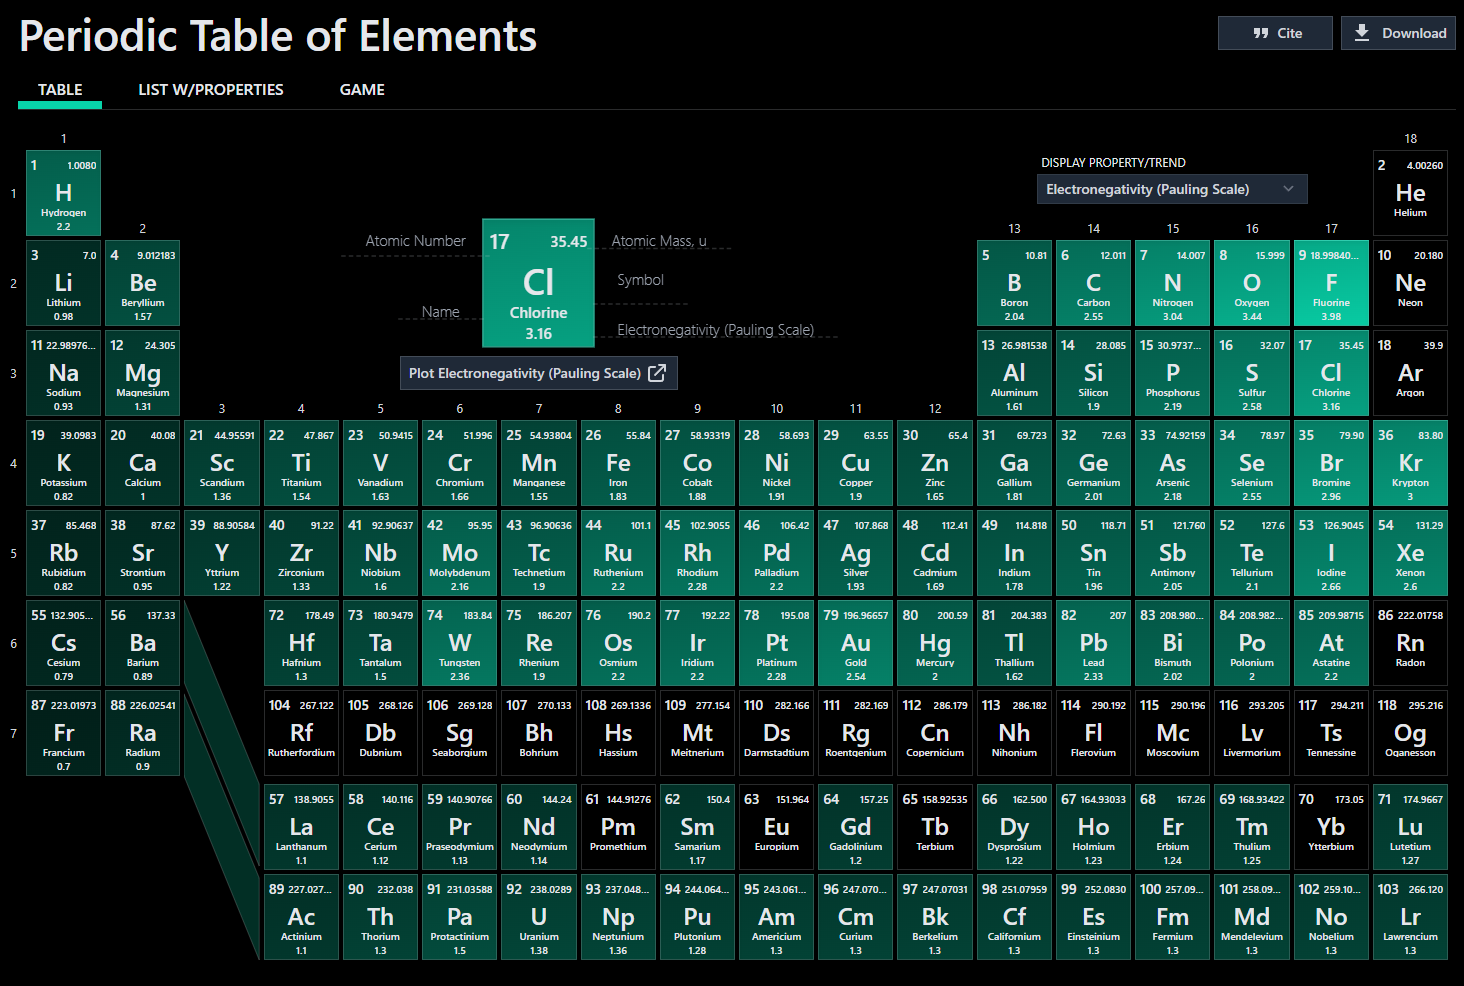 Periodic Table of Elements
Cite
Download
TABLE LIST W/PROPERTIES GAME
1 18
DISPLAY PROPERTY/TREND
Electronegativity (Pauling Scale)
1
1 1.0080
H
Hydrogen
2.2
2 4.00260
He
Helium
Atomic Number
Name
17 35.45
Cl
Chlorine
3.16
Atomic Mass, u
Symbol
Electronegativity (Pauling Scale)
Plot Electronegativity (Pauling Scale)
2 13 14 15 16 17
2
3 7.0 4 9.012183 5 10.81 6 12.011 7 14.007 8 15.999 9 18.99840... 10 20.180
Li Be B C N O F Ne
Lithium Beryllium Boron Carbon Nitrogen Oxygen Fluorine Neon
0.98 1.57 2.04 2.55 3.04 3.44 3.98
3
11 22.98976... 12 24.305 13 26.981538 14 28.085 15 30.9737... 16 32.07 17 35.45 18 39.9
Na Mg Al Si P S Cl Ar
Sodium Magnesium Aluminum Silicon Phosphorus Sulfur Chlorine Argon
0.93 1.31 1.61 1.9 2.19 2.58 3.16
3 4 5 6 7 8 9 10 11 12
4
19 39.0983 20 40.08 21 44.95591 22 47.867 23 50.9415 24 51.996 25 54.93804 26 55.84 27 58.93319 28 58.693 29 63.55 30 65.4 31 69.723 32 72.63 33 74.92159 34 78.97 35 79.90 36 83.80
K Ca Sc Ti V Cr Mn Fe Co Ni Cu Zn Ga Ge As Se Br Kr
Potassium Calcium Scandium Titanium Vanadium Chromium Manganese Iron Cobalt Nickel Copper Zinc Gallium Germanium Arsenic Selenium Bromine Krypton
0.82 1 1.36 1.54 1.63 1.66 1.55 1.83 1.88 1.91 1.9 1.65 1.81 2.01 2.18 2.55 2.96 3
5
37 85.468 38 87.62 39 88.90584 40 91.22 41 92.90637 42 95.95 43 96.90636 44 101.1 45 102.9055 46 106.42 47 107.868 48 112.41 49 114.818 50 118.71 51 121.760 52 127.6 53 126.9045 54 131.29
Rb Sr Y Zr Nb Mo Tc Ru Rh Pd Ag Cd In Sn Sb Te I Xe
Rubidium Strontium Yttrium Zirconium Niobium Molybdenum Technetium Ruthenium Rhodium Palladium Silver Cadmium Indium Tin Antimony Tellurium Iodine Xenon
0.82 0.95 1.22 1.33 1.6 2.16 1.9 2.2 2.28 2.2 1.93 1.69 1.78 1.96 2.05 2.1 2.66 2.6
6
55 132.905... 56 137.33 72 178.49 73 180.9479 74 183.84 75 186.207 76 190.2 77 192.22 78 195.08 79 196.96657 80 200.59 81 204.383 82 207 83 208.980... 84 208.982... 85 209.98715 86 222.01758
Cs Ba Hf Ta W Re Os Ir Pt Au Hg Tl Pb Bi Po At Rn
Cesium Barium Hafnium Tantalum Tungsten Rhenium Osmium Iridium Platinum Gold Mercury Thallium Lead Bismuth Polonium Astatine Radon
0.79 0.89 1.3 1.5 2.36 1.9 2.2 2.2 2.28 2.54 2 1.62 2.33 2.02 2 2.2
7
87 223.01973 88 226.02541 104 267.122 105 268.126 106 269.128 107 270.133 108 269.1336 109 277.154 110 282.166 111 282.169 112 286.179 113 286.182 114 290.192 115 290.196 116 293.205 117 294.211 118 295.216
Fr Ra Rf Db Sg Bh Hs Mt Ds Rg Cn Nh Fl Mc Lv Ts Og
Francium Radium Rutherfordium Dubnium Seaborgium Bohrium Hassium Meitnerium Darmstadtium Roentgenium Copernicium Nihonium Flerovium Moscovium Livermorium Tennessine Oganesson
0.7 0.9
57 138.9055 58 140.116 59 140.90766 60 144.24 61 144.91276 62 150.4 63 151.964 64 157.25 65 158.92535 66 162.500 67 164.93033 68 167.26 69 168.93422 70 173.05 71 174.9667
La Ce Pr Nd Pm Sm Eu Gd Tb Dy Ho Er Tm Yb Lu
Lanthanum Cerium Praseodymium Neodymium Promethium Samarium Europium Gadolinium Terbium Dysprosium Holmium Erbium Thulium Ytterbium Lutetium
1.1 1.12 1.13 1.14 1.17 1.2 1.22 1.23 1.24 1.25 1.27
89 227.027... 90 232.038 91 231.03588 92 238.0289 93 237.048... 94 244.064... 95 243.061... 96 247.070... 97 247.07031 98 251.07959 99 252.0830 100 257.09... 101 258.09... 102 259.10... 103 266.120
Ac Th Pa U Np Pu Am Cm Bk Cf Es Fm Md No Lr
Actinium Thorium Protactinium Uranium Neptunium Plutonium Americium Curium Berkelium Californium Einsteinium Fermium Mendelevium Nobelium Lawrencium
1.1 1.3 1.5 1.38 1.36 1.28 1.3 1.3 1.3 1.3 1.3 1.3 1.3 1.3 1.3